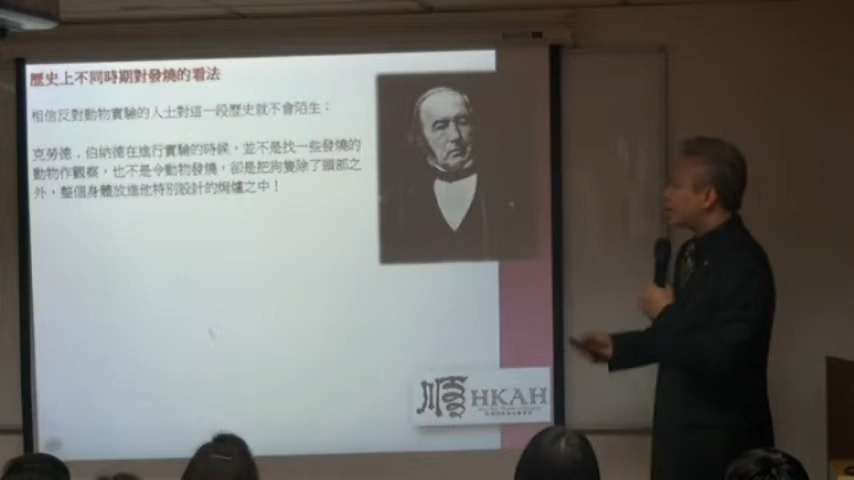 歷史上不同時期對發燒的看法
相信反對動物實驗的人士對這一段歷史就不會陌生：
克勞德．伯納德在進行實驗的時候，並不是找一些發燒的
動物作觀察，也不是令動物發燒，卻是把狗隻除了頭部之
外，整個身體放進他特別設計的焗爐之中！
順 HKAH